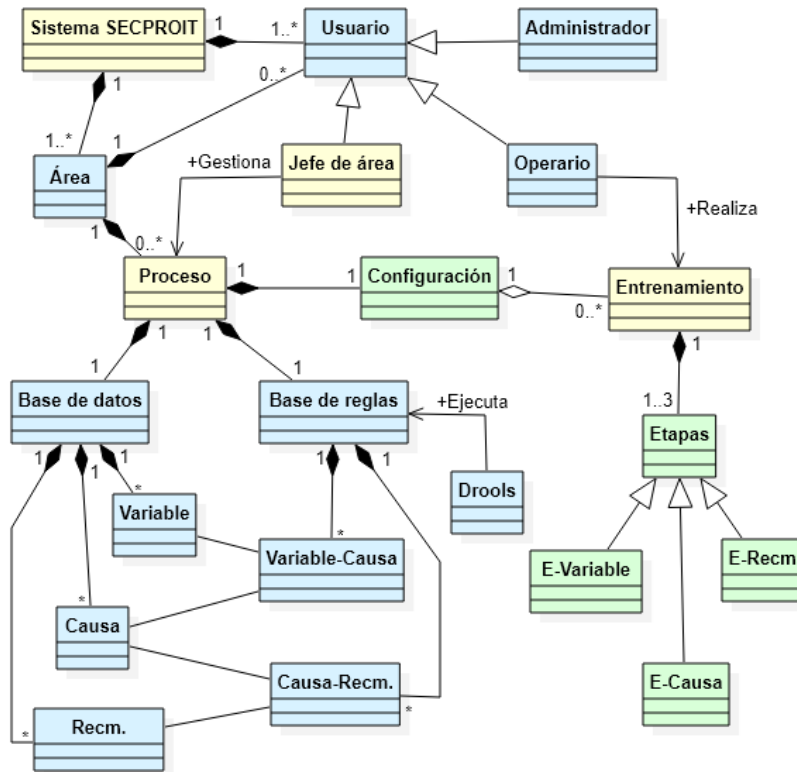 Sistema SECPROIT
1
1..*
Usuario
Administrador
1
0..*
1..*
1
Área
+Gestiona
Jefe de área
Operario
1
+Realiza
0..*
Proceso
1
1
Configuración
1
Entrenamiento
0..*
1
1
1
1
1
Base de datos
Base de reglas
+Ejecuta
1..3
Etapas
1
1
1
1
1
Drools
*
Variable
*
Variable-Causa
E-Variable
E-Recm.
*
Causa
Causa-Recm.
*
E-Causa
*
Recm.